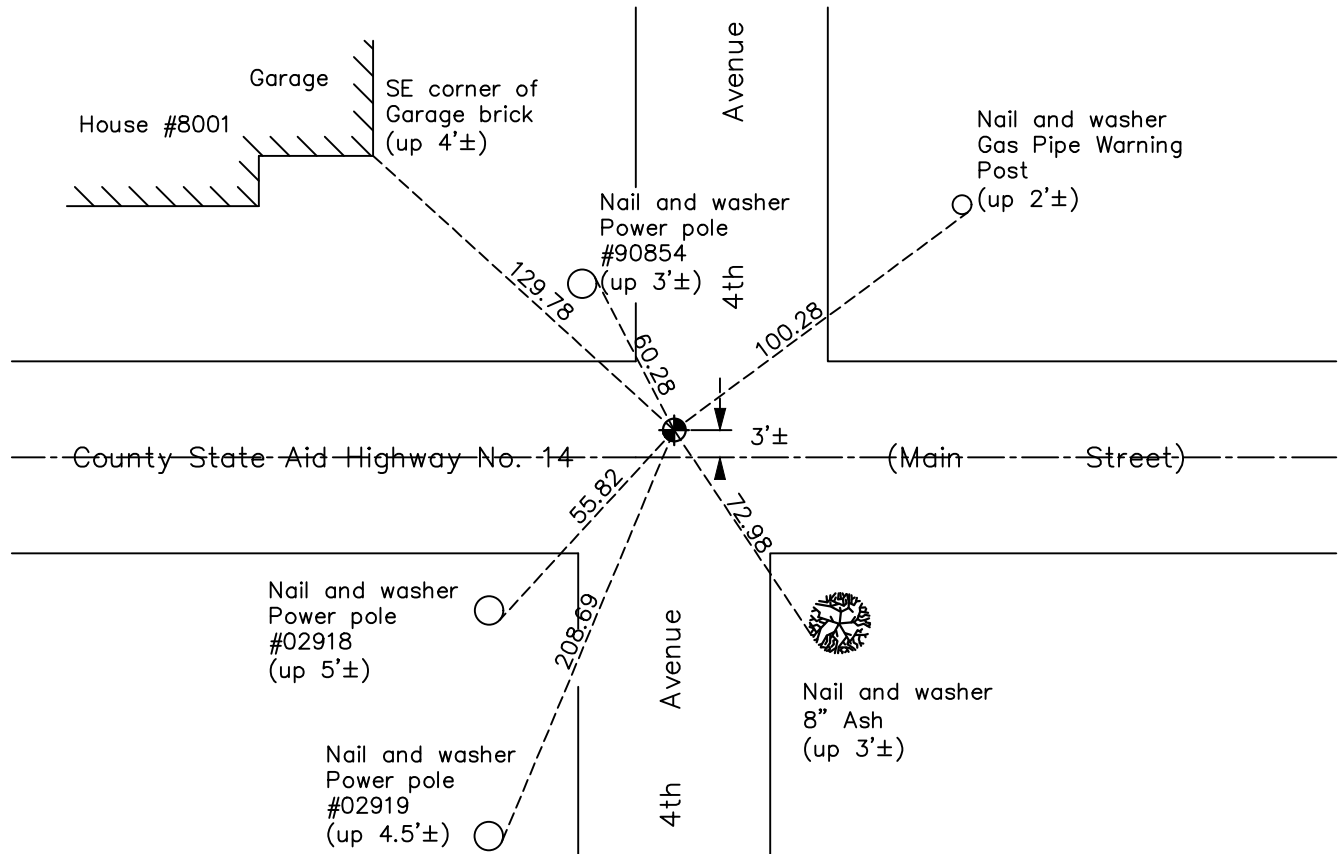 Garage
House #8001
SE corner of
Garage brick
(up 4'±)
Avenue
4th
Nail and washer
Gas Pipe Warning
Post
(up 2'±)
Nail and washer
Power pole
#90854
(up 3'±)
129.78
60.28
100.28
3'±
County State Aid Highway No. 14
(Main Street)
55.82
72.98
208.69
Nail and washer
Power pole
#02918
(up 5'±)
Avenue
4th
Nail and washer
8" Ash
(up 3'±)
Nail and washer
Power pole
#02919
(up 4.5'±)